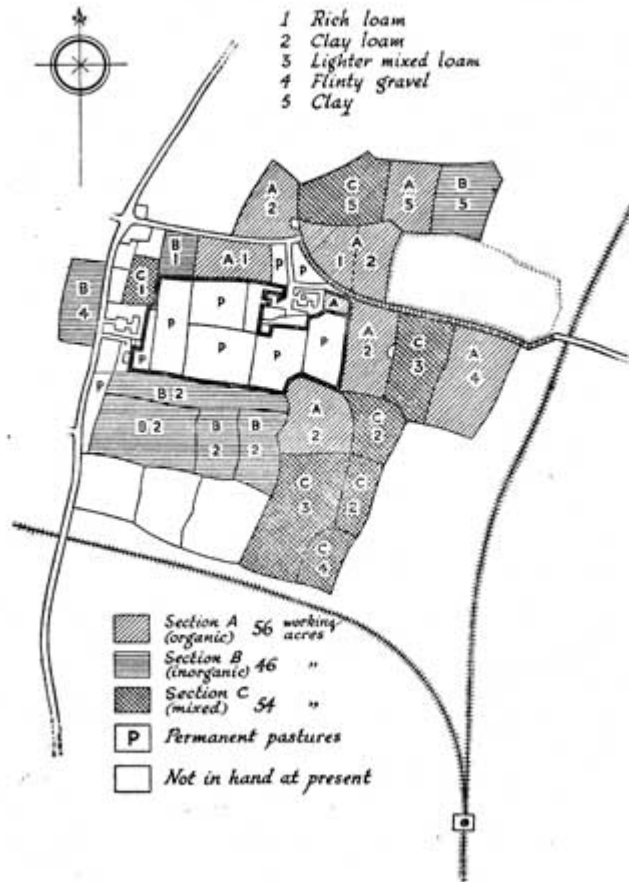 1 Rich loam
2 Clay loam
3 Lighter mixed loam
4 Flinty gravel
5 Clay
A 2
C 5
A 5
B 5
B 1
A 1
P
P
A
1 2
C 1
B 4
P
P
A
P
P
P
P
P
A 2
C 3
A 4
P
B 2
B 2
B 2
B 2
A 2
C 2
C 3
C 2
C 4
Section A (organic) 56 working acres
Section B (inorganic) 46 "
Section C (mixed) 54 "
P Permanent pastures
Not in hand at present